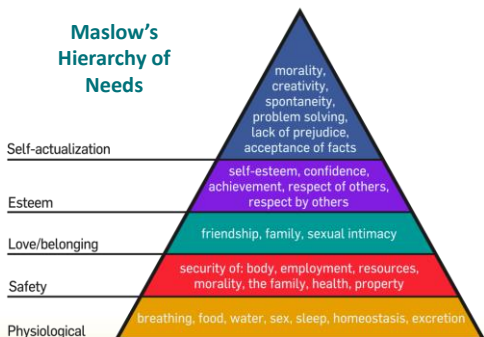 Maslow's
Hierarchy of
Needs
morality,
creativity,
spontaneity,
problem solving,
lack of prejudice,
acceptance of facts
Self-actualization
self-esteem, confidence,
achievement, respect of others,
respect by others
Esteem
friendship, family, sexual intimacy
Love/belonging
security of: body, employment, resources,
morality, the family, health, property
Safety
breathing, food, water, sex, sleep, homeostasis, excretion
Physiological